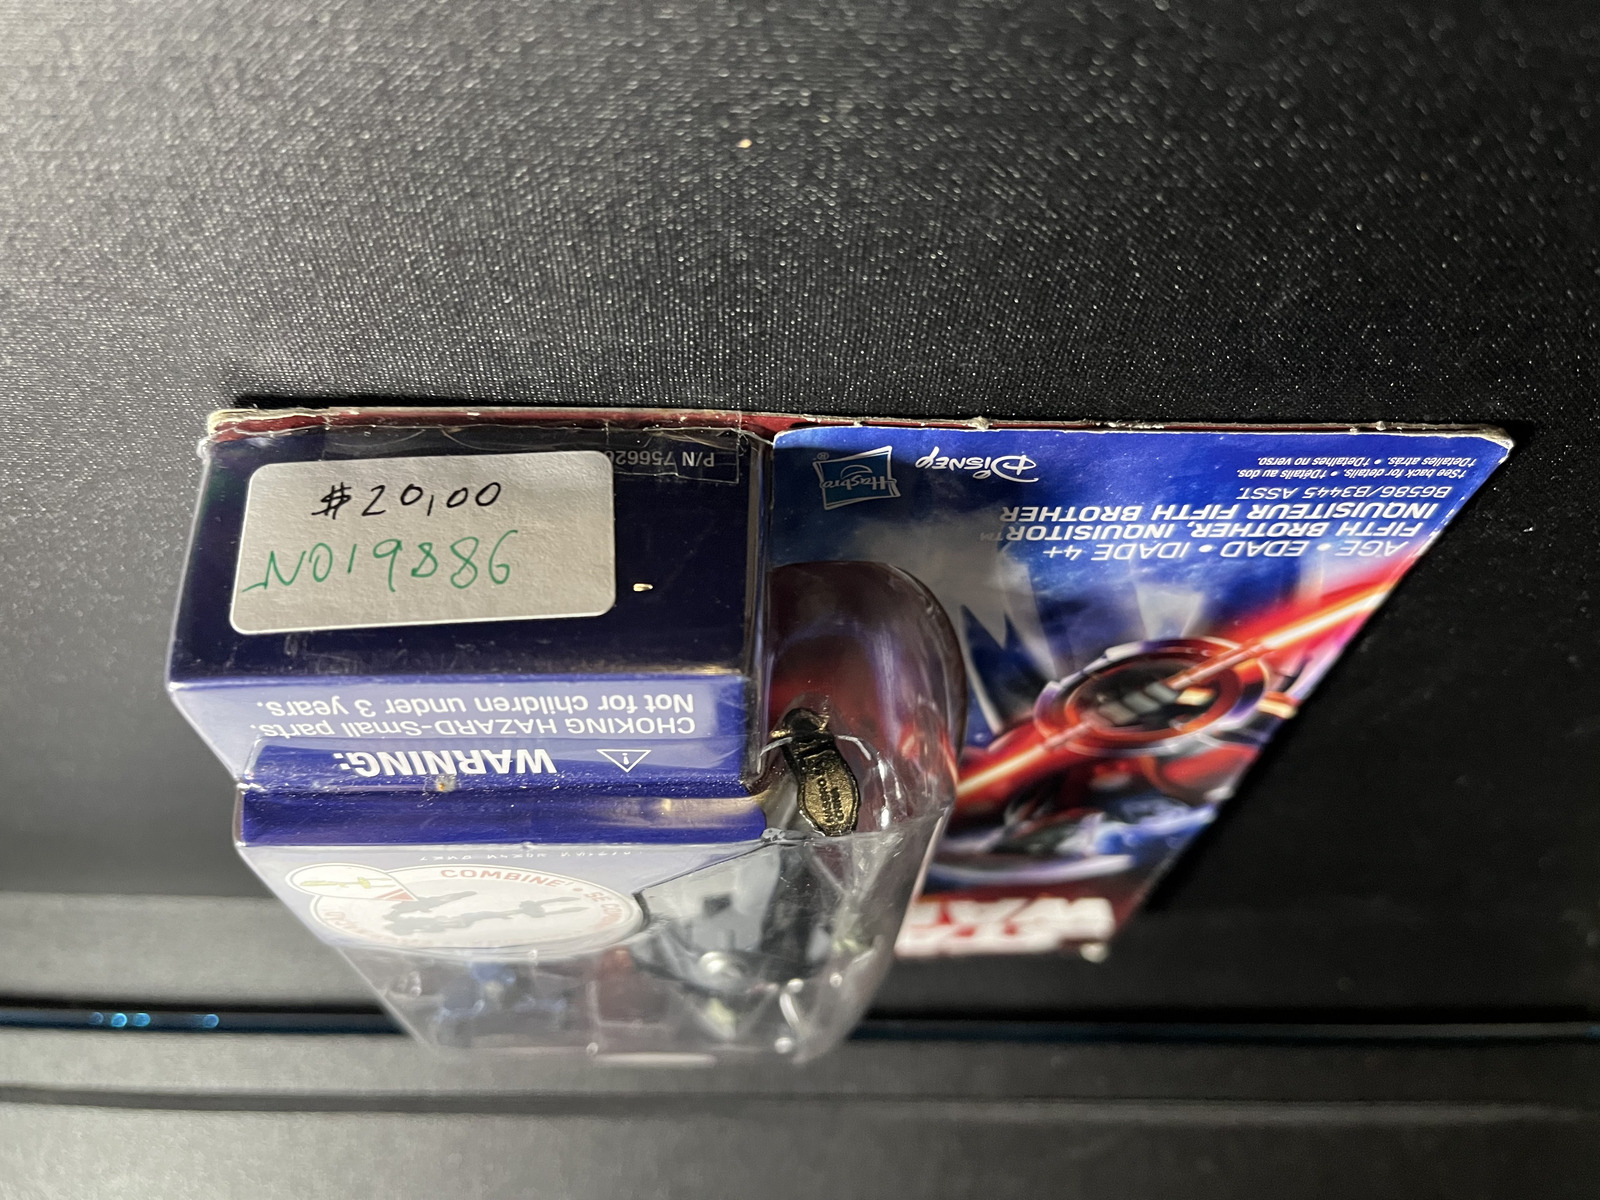 $20,00
N019886
P/N 756620
WARNING:
CHOKING HAZARD-Small parts.
Not for children under 3 years.
COMBINE!
AGE • EDAD • IDADE 4+
FIFTH BROTHER, INQUISITOR™
INQUISITEUR FIFTH BROTHER
B6586/B3445 ASST.
†See back for details. • †Détails au dos.
†Detalles atrás. • †Detalhes no verso.
Disney
Hasbro®
WARS